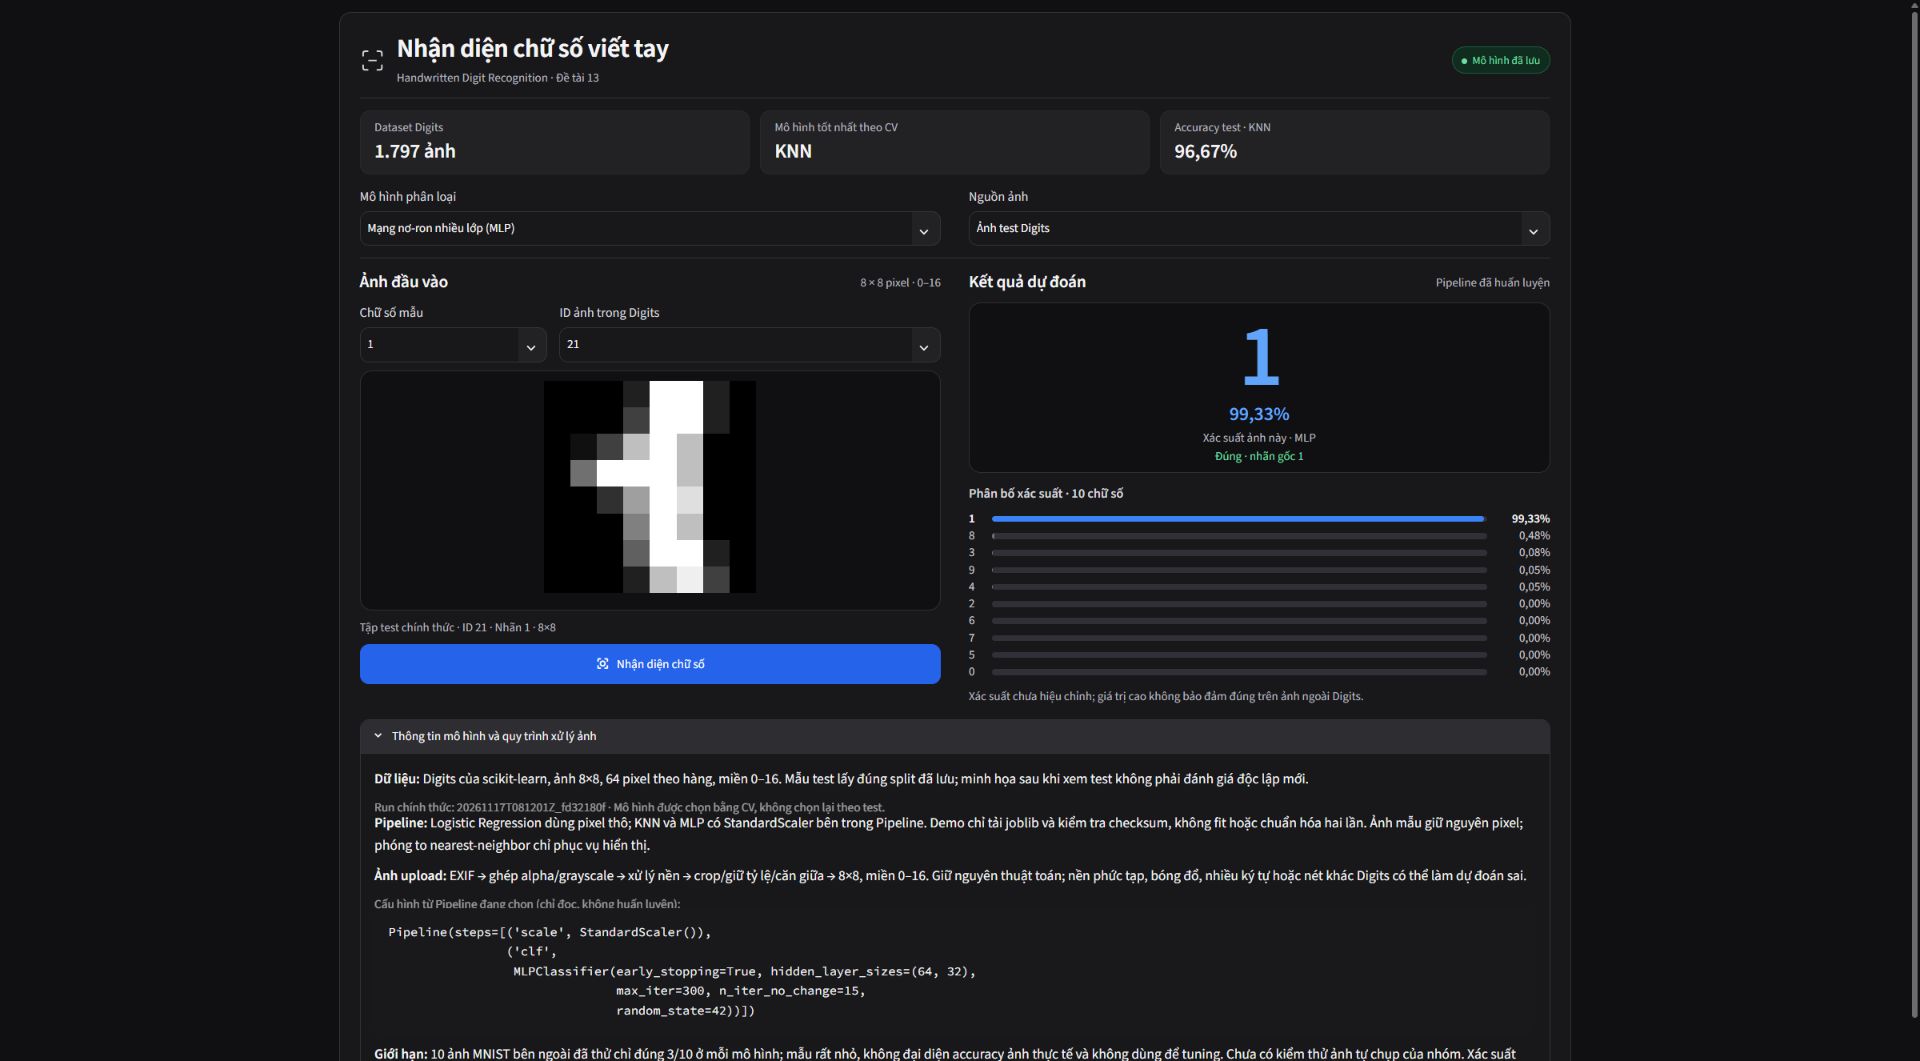 Nhận diện chữ số viết tay
Handwritten Digit Recognition · Đề tài 13
Mô hình đã lưu
Dataset Digits
1.797 ảnh
Mô hình tốt nhất theo CV
KNN
Accuracy test · KNN
96,67%
Mô hình phân loại
Mạng nơ-ron nhiều lớp (MLP)
Nguồn ảnh
Ảnh test Digits
Ảnh đầu vào
8 × 8 pixel · 0–16
Chữ số mẫu
1
ID ảnh trong Digits
21
Tập test chính thức · ID 21 · Nhãn 1 · 8×8
Nhận diện chữ số
Kết quả dự đoán
Pipeline đã huấn luyện
1
99,33%
Xác suất ảnh này · MLP
Đúng · nhãn gốc 1
Phân bố xác suất · 10 chữ số
1 99,33%
8 0,48%
3 0,08%
9 0,05%
4 0,05%
2 0,00%
6 0,00%
7 0,00%
5 0,00%
0 0,00%
Xác suất chưa hiệu chỉnh; giá trị cao không bảo đảm đúng trên ảnh ngoài Digits.
Thông tin mô hình và quy trình xử lý ảnh
Dữ liệu: Digits của scikit-learn, ảnh 8×8, 64 pixel theo hàng, miền 0–16. Mẫu test lấy đúng split đã lưu; minh họa sau khi xem test không phải đánh giá độc lập mới.
Run chính thức: 20261117T081201Z_fd32180f · Mô hình được chọn bằng CV, không chọn lại theo test.
Pipeline: Logistic Regression dùng pixel thô; KNN và MLP có StandardScaler bên trong Pipeline. Demo chỉ tải joblib và kiểm tra checksum, không fit hoặc chuẩn hóa hai lần. Ảnh mẫu giữ nguyên pixel;
phóng to nearest-neighbor chỉ phục vụ hiển thị.
Ảnh upload: EXIF → ghép alpha/grayscale → xử lý nền → crop/giữ tỷ lệ/căn giữa → 8×8, miền 0–16. Giữ nguyên thuật toán; nền phức tạp, bóng đổ, nhiều ký tự hoặc nét khác Digits có thể làm dự đoán sai.
Cấu hình từ Pipeline đang chọn (chỉ đọc, không huấn luyện):
Pipeline(steps=[('scale', StandardScaler()),
('clf',
MLPClassifier(early_stopping=True, hidden_layer_sizes=(64, 32),
max_iter=300, n_iter_no_change=15,
random_state=42))])
Giới hạn: 10 ảnh MNIST bên ngoài đã thử chỉ đúng 3/10 ở mỗi mô hình; mẫu rất nhỏ, không đại diện accuracy ảnh thực tế và không dùng để tuning. Chưa có kiểm thử ảnh tự chụp của nhóm. Xác suất